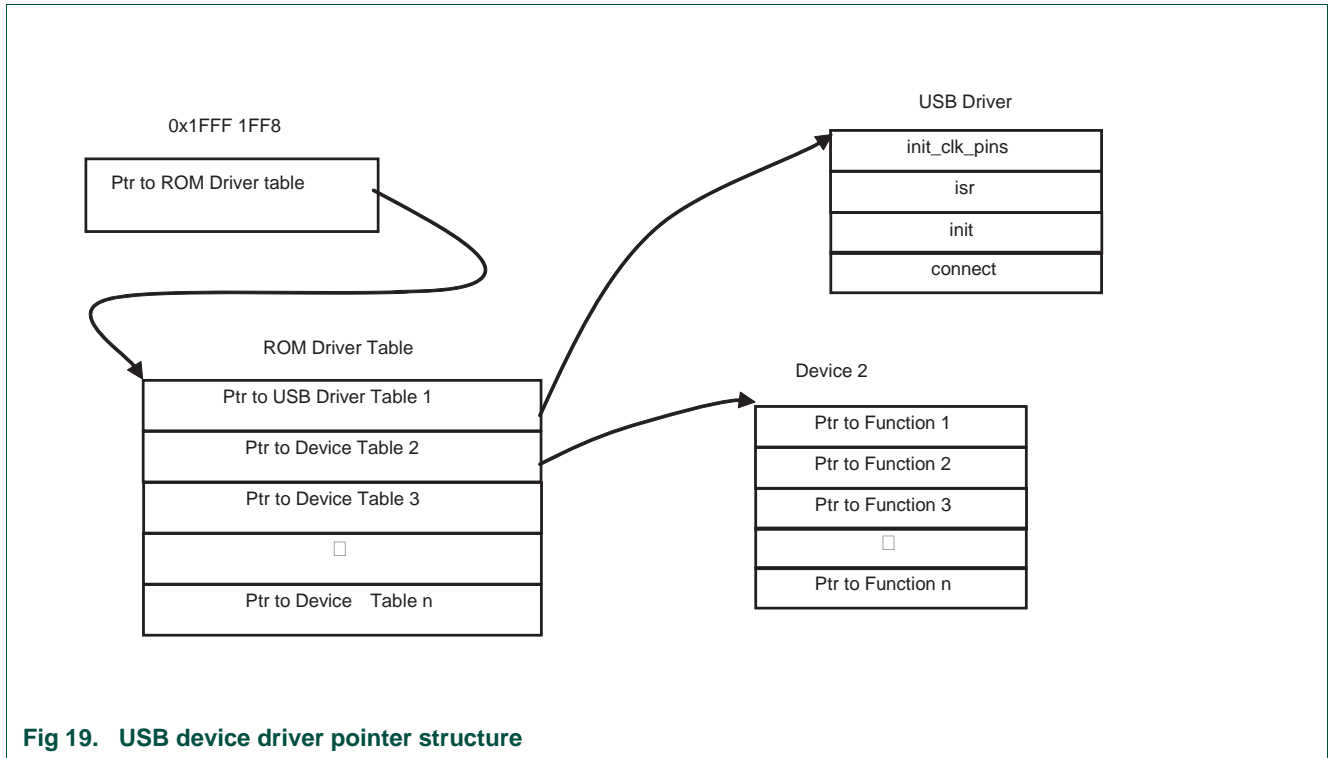 0x1FFF 1FF8
Ptr to ROM Driver table
USB Driver
init_clk_pins
isr
init
connect
ROM Driver Table
Ptr to USB Driver Table 1
Ptr to Device Table 2
Ptr to Device Table 3
□
Ptr to Device Table n
Device 2
Ptr to Function 1
Ptr to Function 2
Ptr to Function 3
□
Ptr to Function n
Fig 19. USB device driver pointer structure